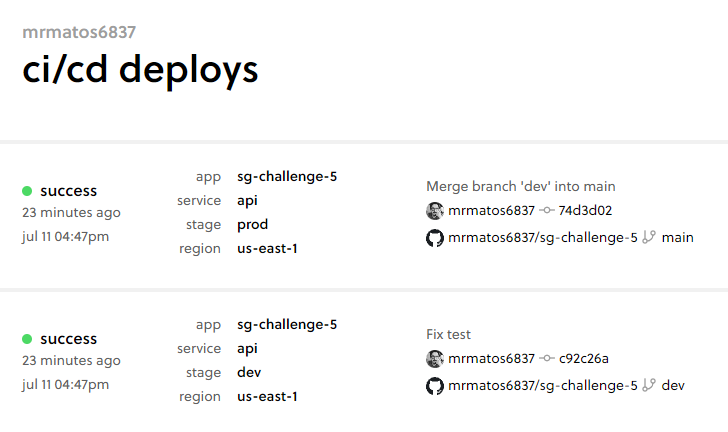 mrmatos6837
ci/cd deploys
success
23 minutes ago
jul 11 04:47pm
app sg-challenge-5
service api
stage prod
region us-east-1
Merge branch 'dev' into main
mrmatos6837 74d3d02
mrmatos6837/sg-challenge-5 main
success
23 minutes ago
jul 11 04:47pm
app sg-challenge-5
service api
stage dev
region us-east-1
Fix test
mrmatos6837 c92c26a
mrmatos6837/sg-challenge-5 dev